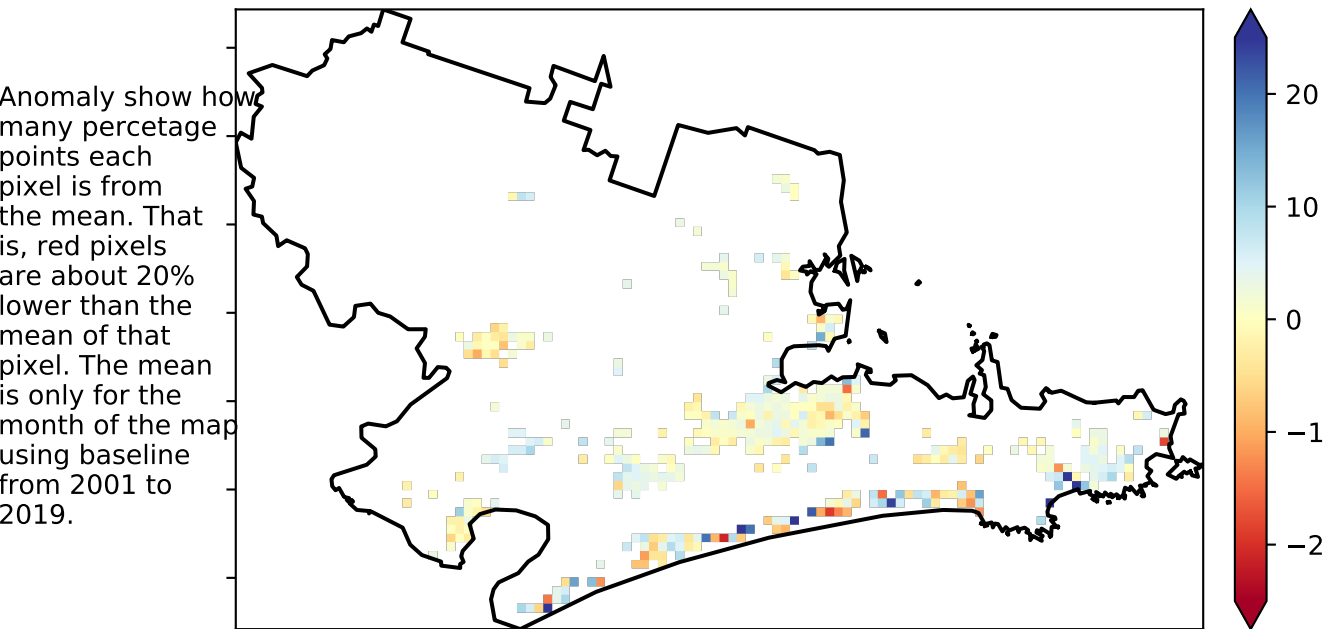 Anomaly show how
many percetage
points each
pixel is from
the mean. That
is, red pixels
are about 20%
lower than the
mean of that
pixel. The mean
is only for the
month of the map
using baseline
from 2001 to
2019.
20
10
0
−1
−2